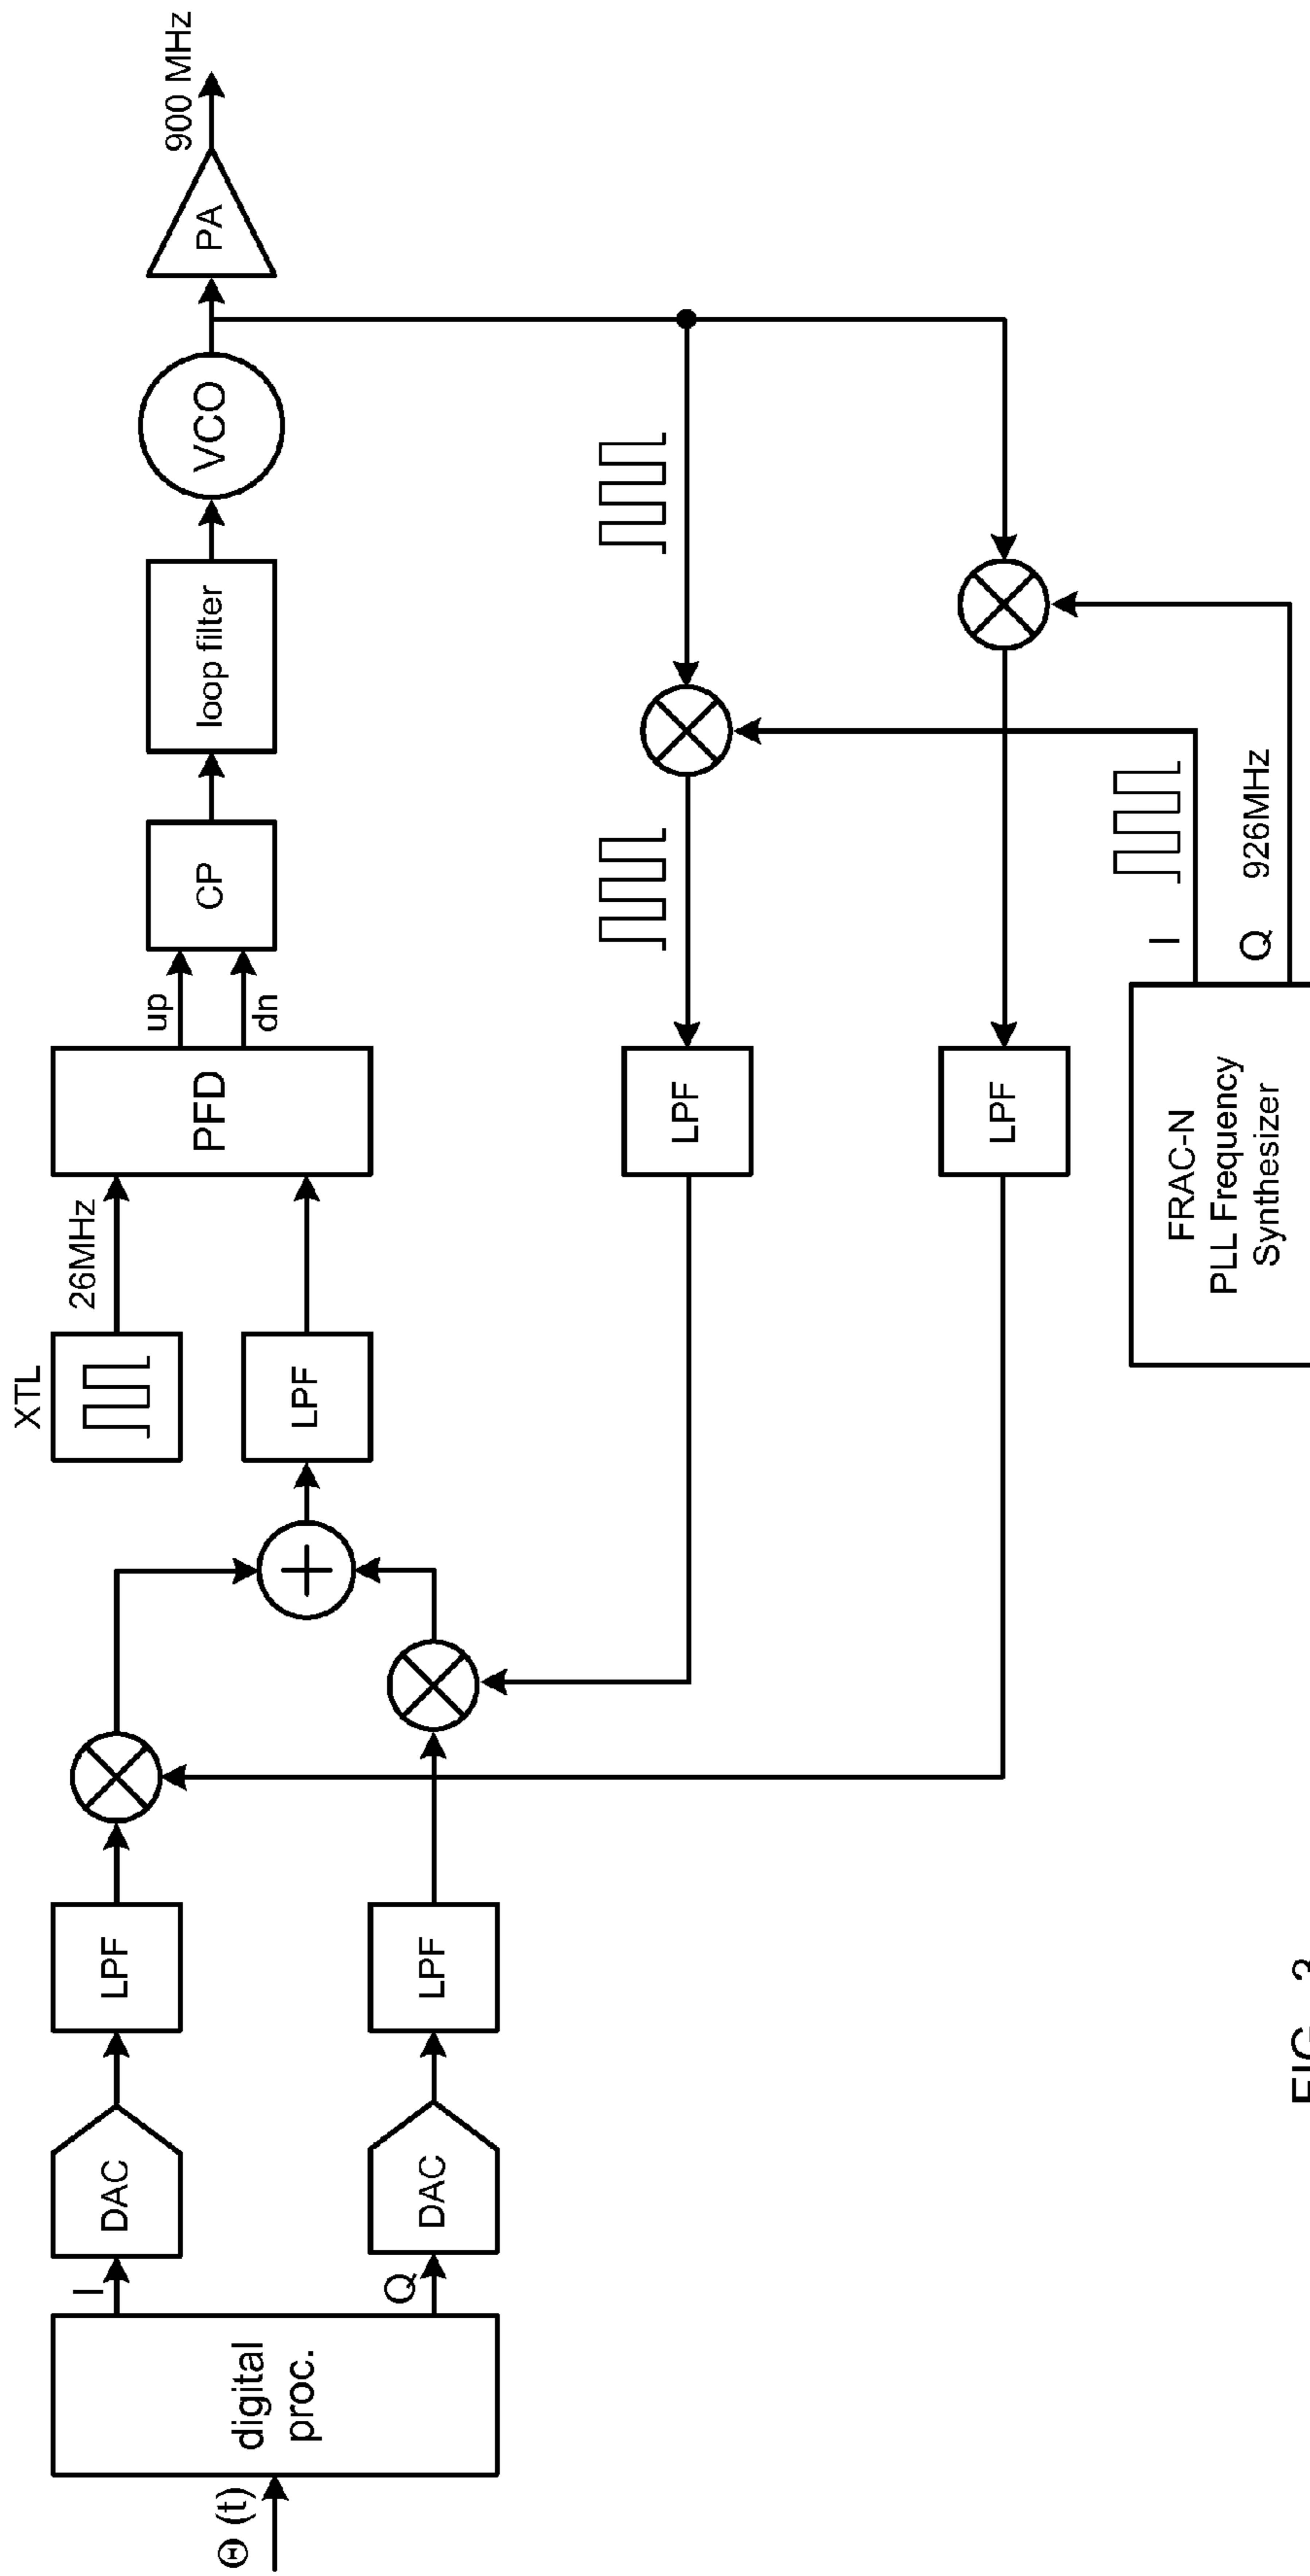 Θ (t)
digital
proc.
I
Q
DAC
DAC
LPF
LPF
XTL
26MHz
LPF
PFD
up
dn
CP
loop filter
VCO
PA
900 MHz
LPF
LPF
FRAC-N
PLL Frequency
Synthesizer
I
Q
926MHz